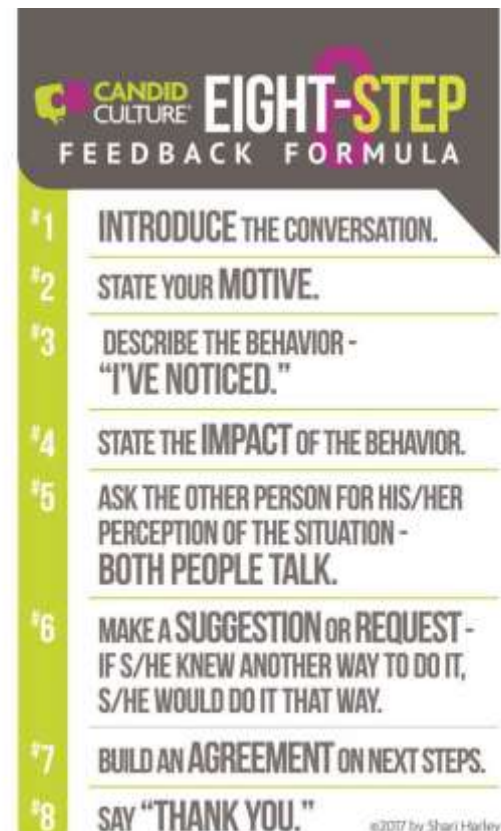 CANDID CULTURE® EIGHT-STEP
FEEDBACK FORMULA
#1 INTRODUCE THE CONVERSATION.
#2 STATE YOUR MOTIVE.
#3 DESCRIBE THE BEHAVIOR -
"I'VE NOTICED."
#4 STATE THE IMPACT OF THE BEHAVIOR.
#5 ASK THE OTHER PERSON FOR HIS/HER
PERCEPTION OF THE SITUATION -
BOTH PEOPLE TALK.
#6 MAKE A SUGGESTION OR REQUEST -
IF S/HE KNEW ANOTHER WAY TO DO IT,
S/HE WOULD DO IT THAT WAY.
#7 BUILD AN AGREEMENT ON NEXT STEPS.
#8 SAY "THANK YOU."
©2017 by Shari Harley